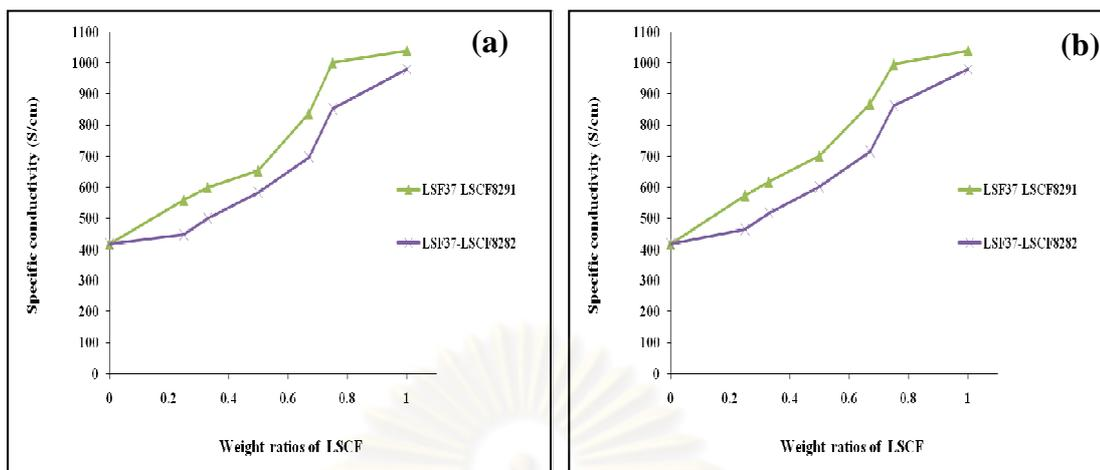 (a)
Specific conductivity (S/cm)
1100
1000
900
800
700
600
500
400
300
200
100
0
0 0.2 0.4 0.6 0.8 1
Weight ratios of LSCF
LSF37-LSCF8291
LSF37-LSCF8282
(b)
Specific conductivity (S/cm)
1100
1000
900
800
700
600
500
400
300
200
100
0
0 0.2 0.4 0.6 0.8 1
Weight ratios of LSCF
LSF37-LSCF8291
LSF37-LSCF8282